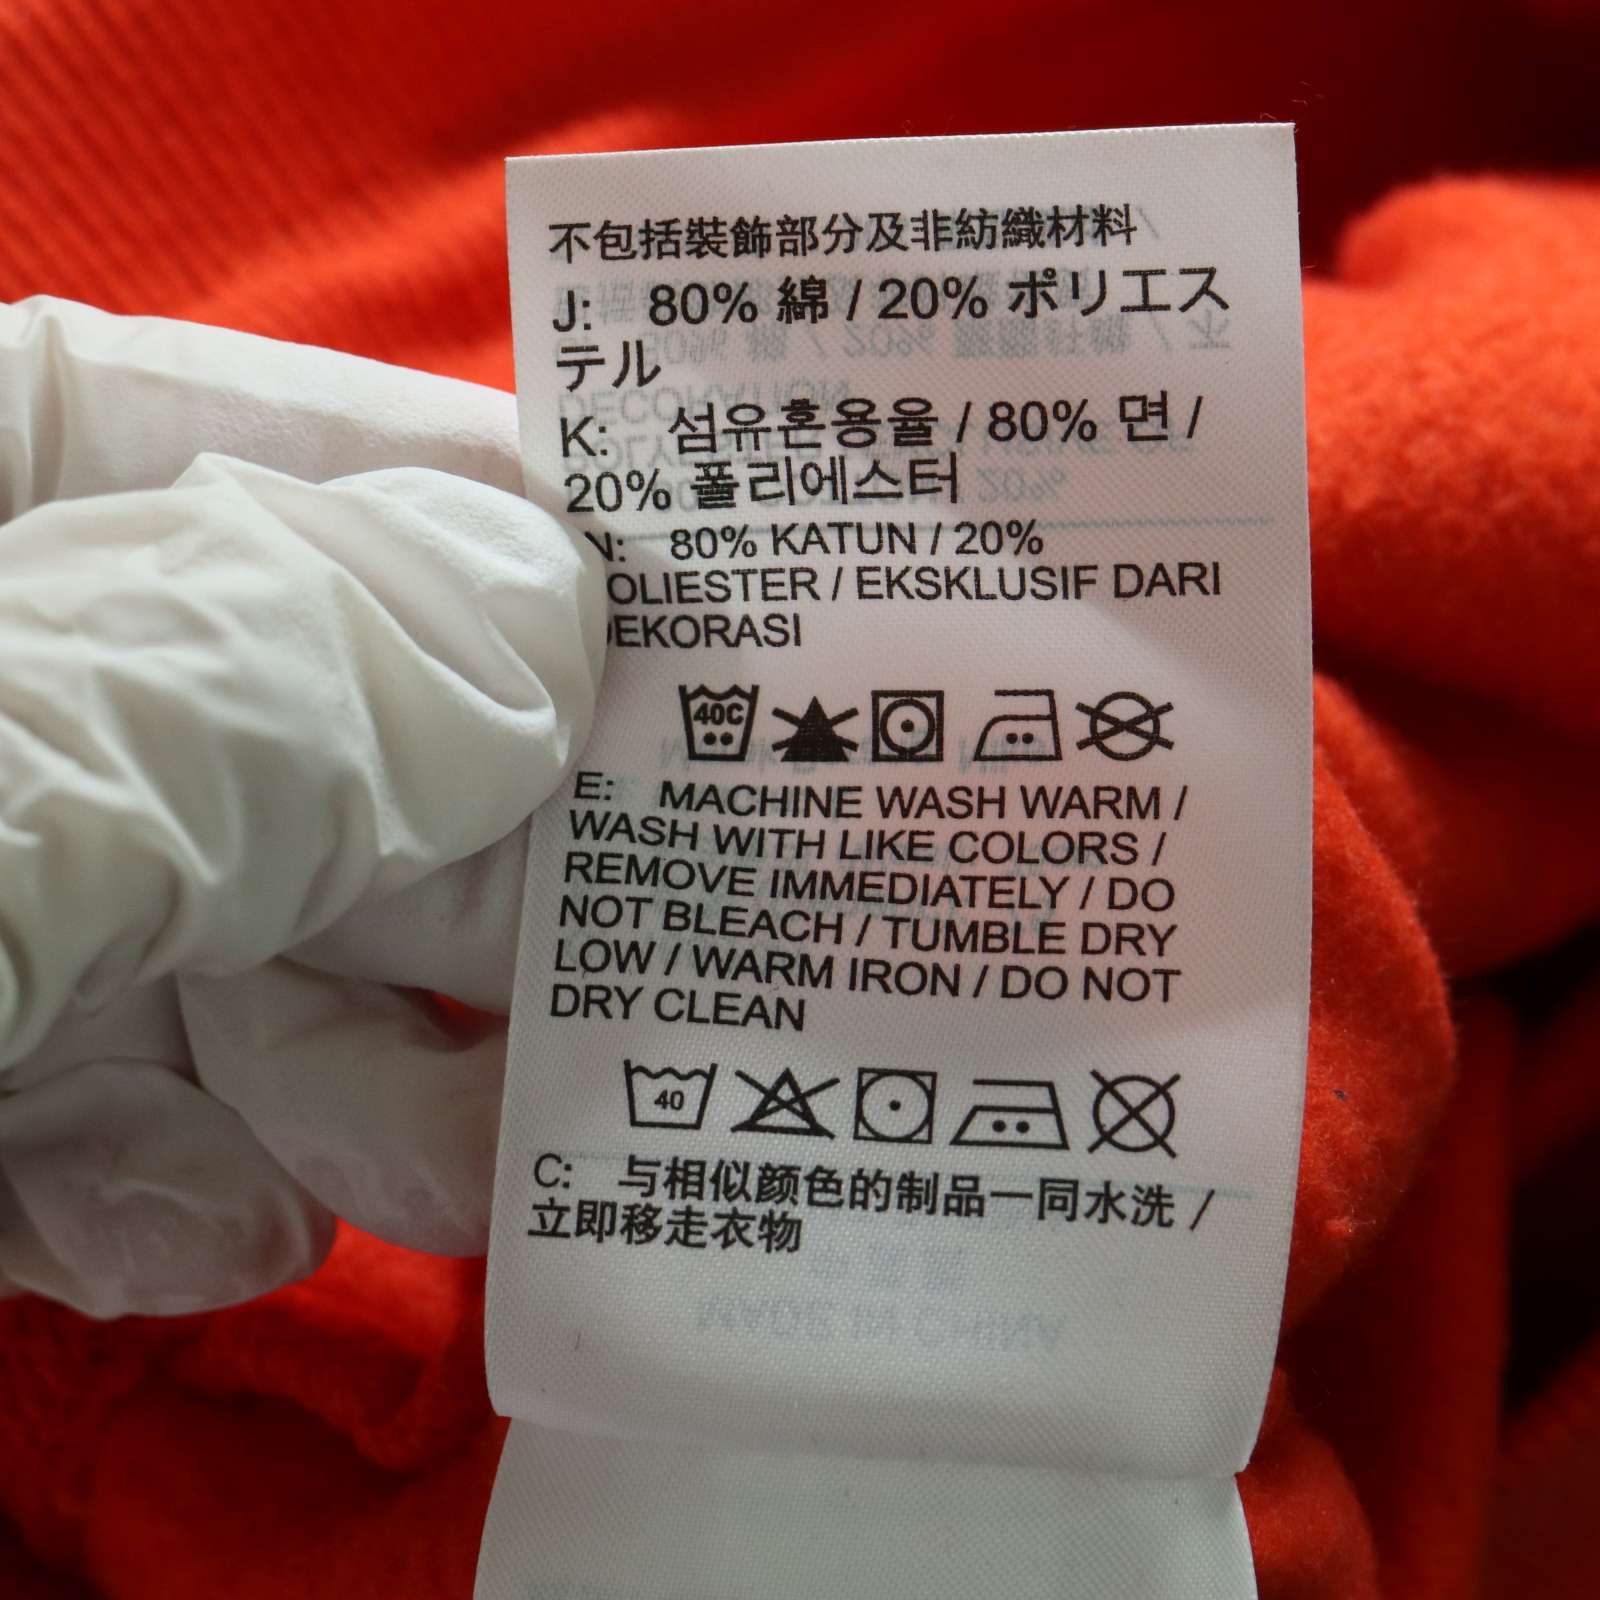 不包括裝飾部分及非紡織材料
J: 80% 綿 / 20% ポリエス
テル
K: 섬유혼용율 / 80% 면 /
20% 폴리에스터
N: 80% KATUN / 20%
OLIESTER / EKSKLUSIF DARI
EKORASI
40C
E: MACHINE WASH WARM /
WASH WITH LIKE COLORS /
REMOVE IMMEDIATELY / DO
NOT BLEACH / TUMBLE DRY
LOW / WARM IRON / DO NOT
DRY CLEAN
40
C: 与相似颜色的制品一同水洗 /
立即移走衣物
MADE IN CHINA